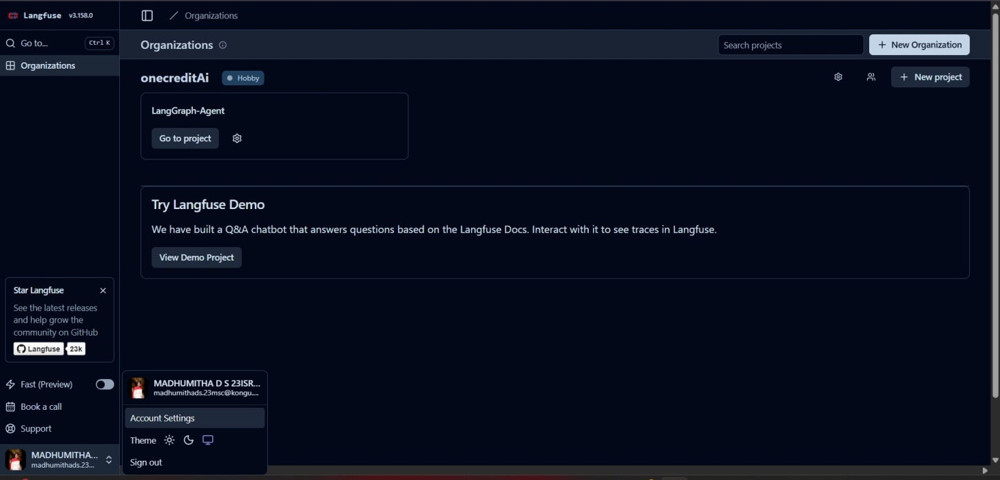 Langfuse v3.158.0
Organizations
Go to... Ctrl K
Organizations
Organizations
Search projects
+ New Organization
onecreditAi
Hobby
+ New project
LangGraph-Agent
Go to project
Try Langfuse Demo
We have built a Q&A chatbot that answers questions based on the Langfuse Docs. Interact with it to see traces in Langfuse.
View Demo Project
Star Langfuse
See the latest releases
and help grow the
community on GitHub
Langfuse 23k
Fast (Preview)
Book a call
Support
MADHUMITHA...
madhumithads.23...
MADHUMITHA D S 23ISR...
madhumithads.23msc@kongu....
Account Settings
Theme
Sign out